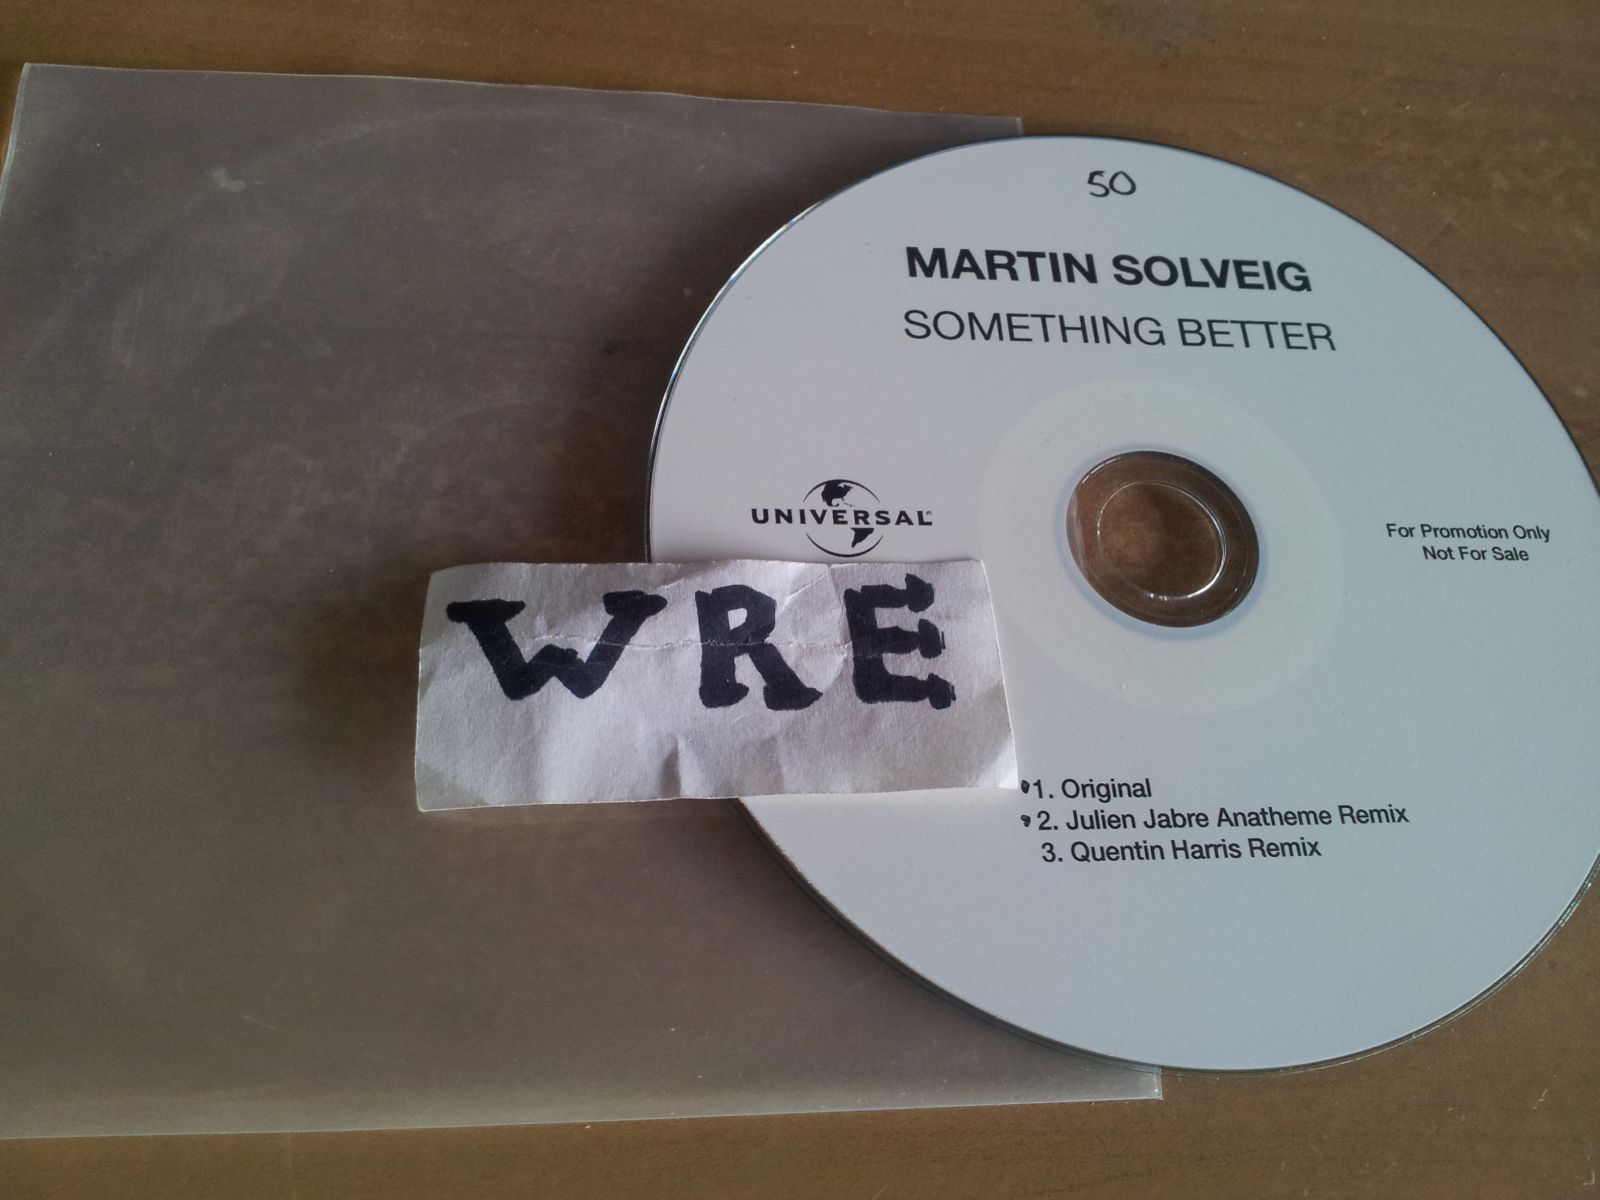 50
MARTIN SOLVEIG
SOMETHING BETTER
UNIVERSAL
For Promotion Only
Not For Sale
WRE
1. Original
2. Julien Jabre Anatheme Remix
3. Quentin Harris Remix